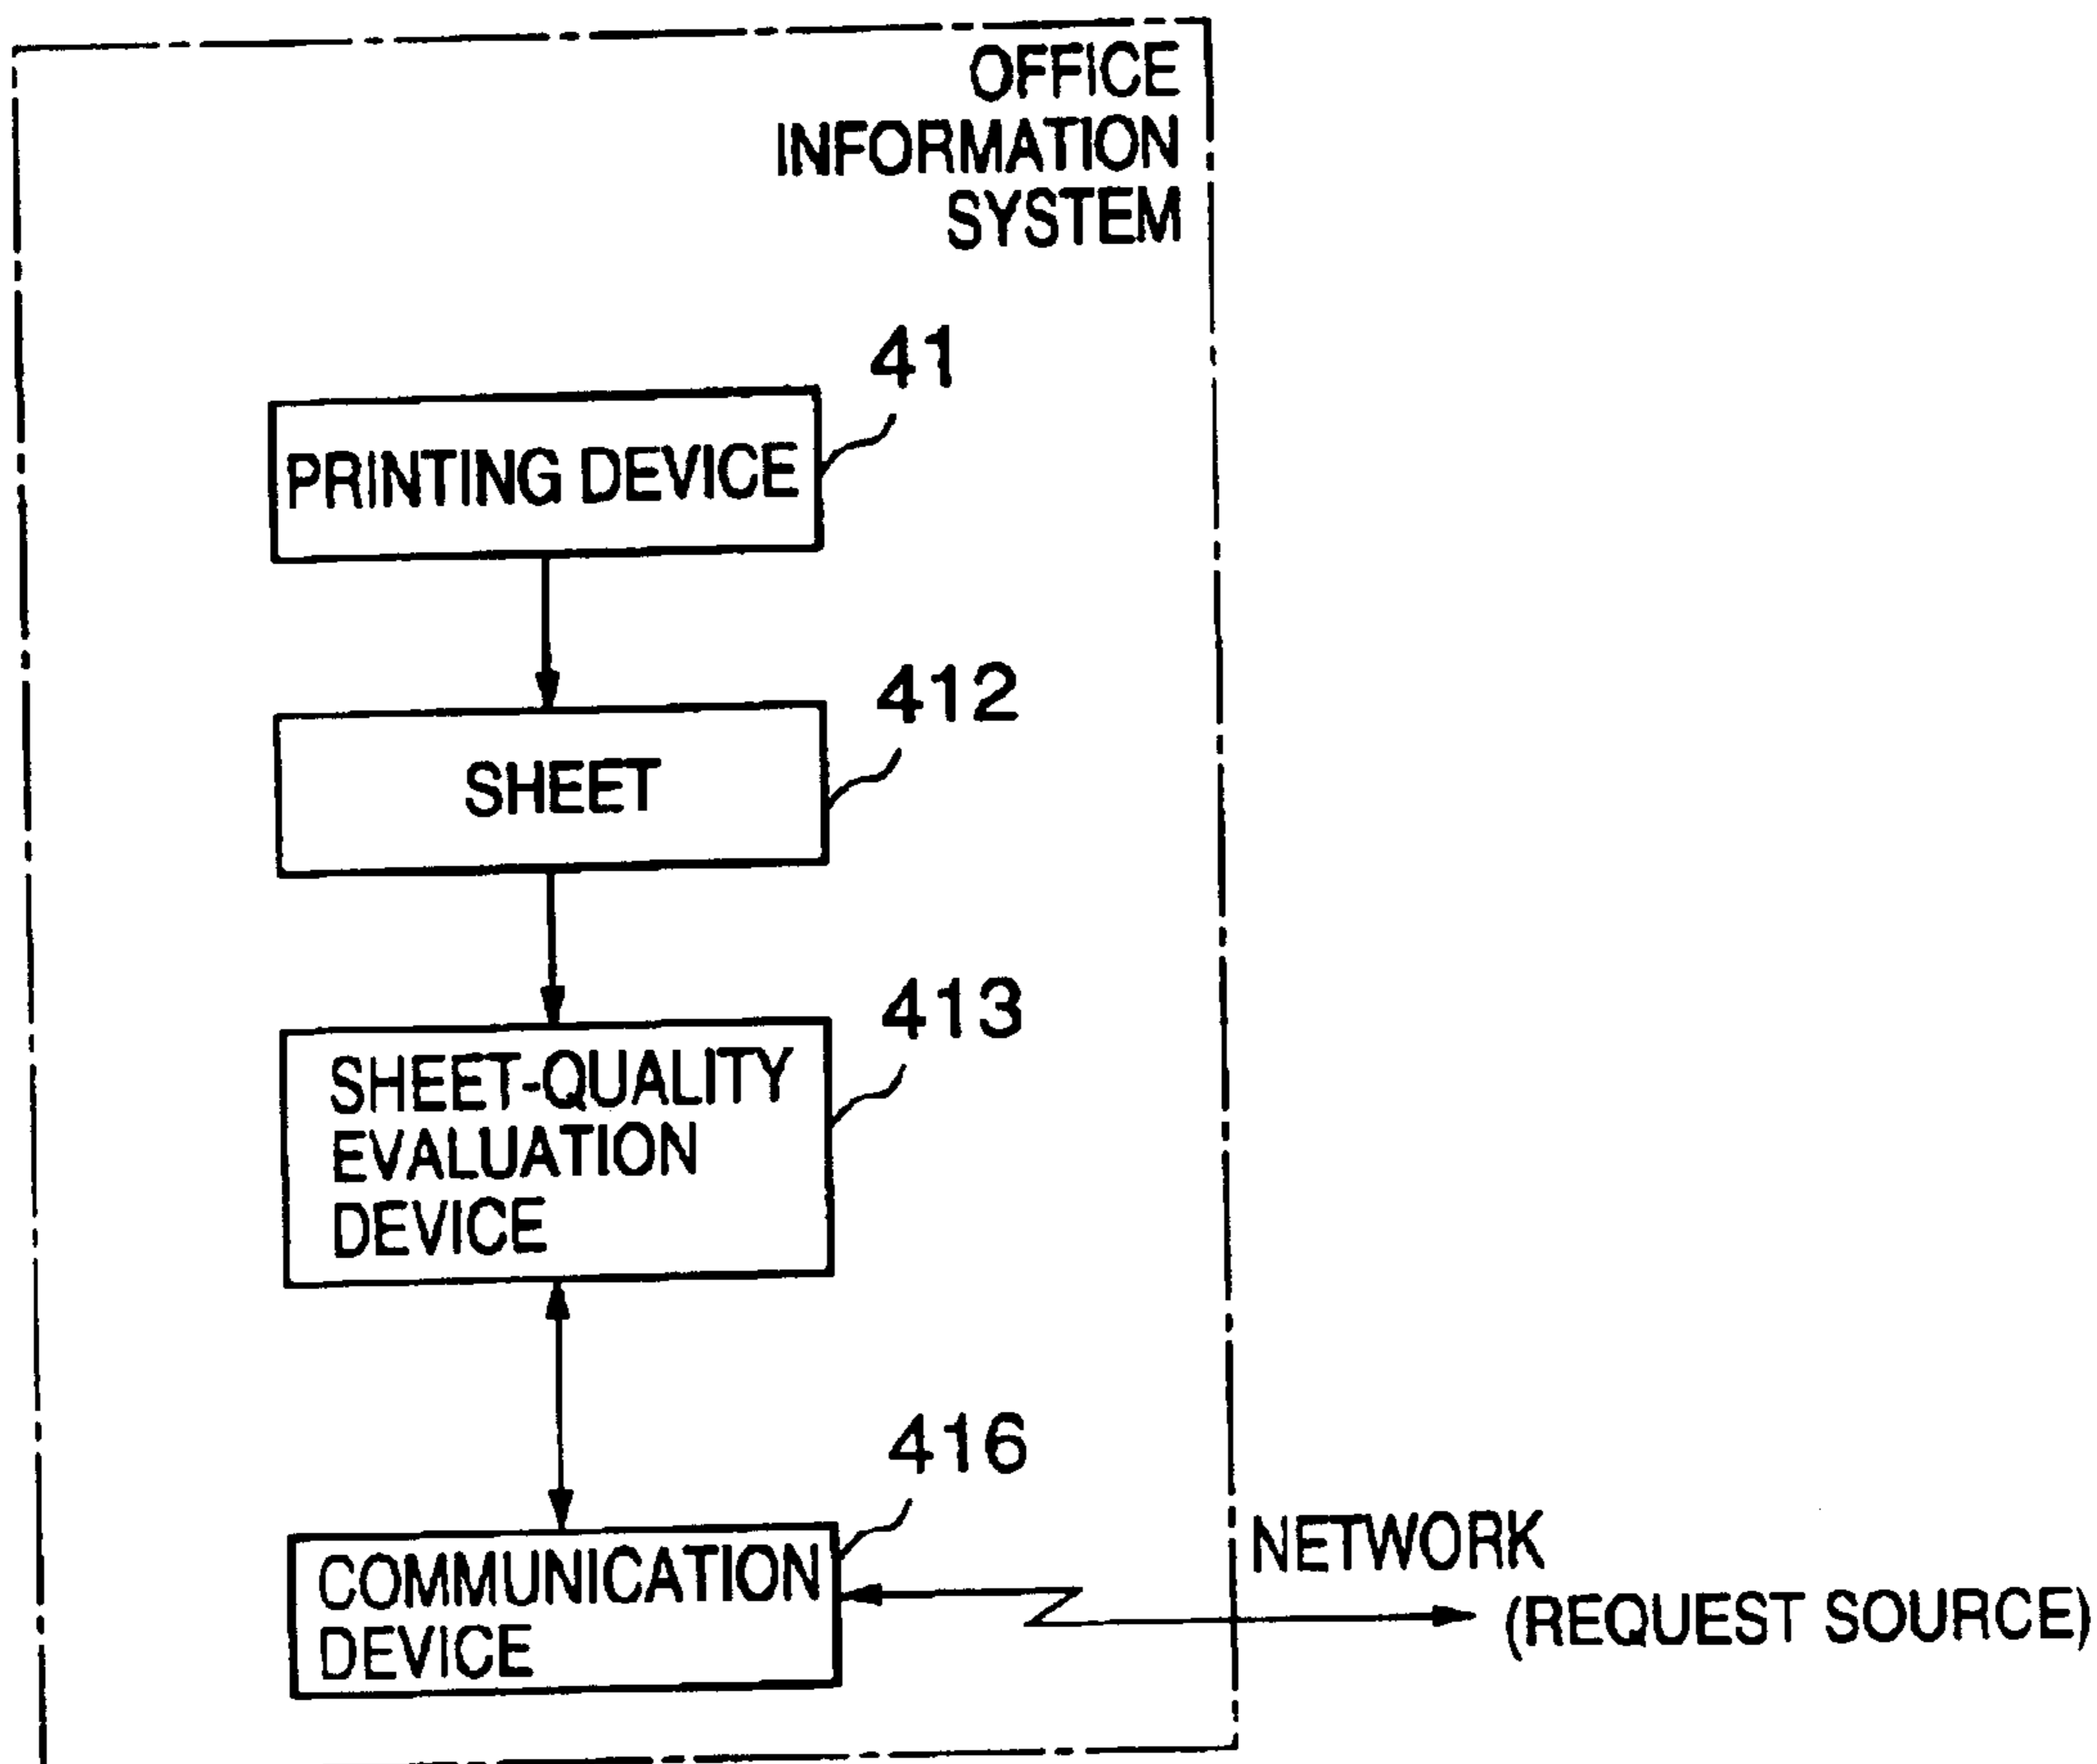 OFFICE
INFORMATION
SYSTEM
41
PRINTING DEVICE
412
SHEET
413
SHEET-QUALITY
EVALUATION
DEVICE
416
COMMUNICATION
DEVICE
NETWORK
(REQUEST SOURCE)